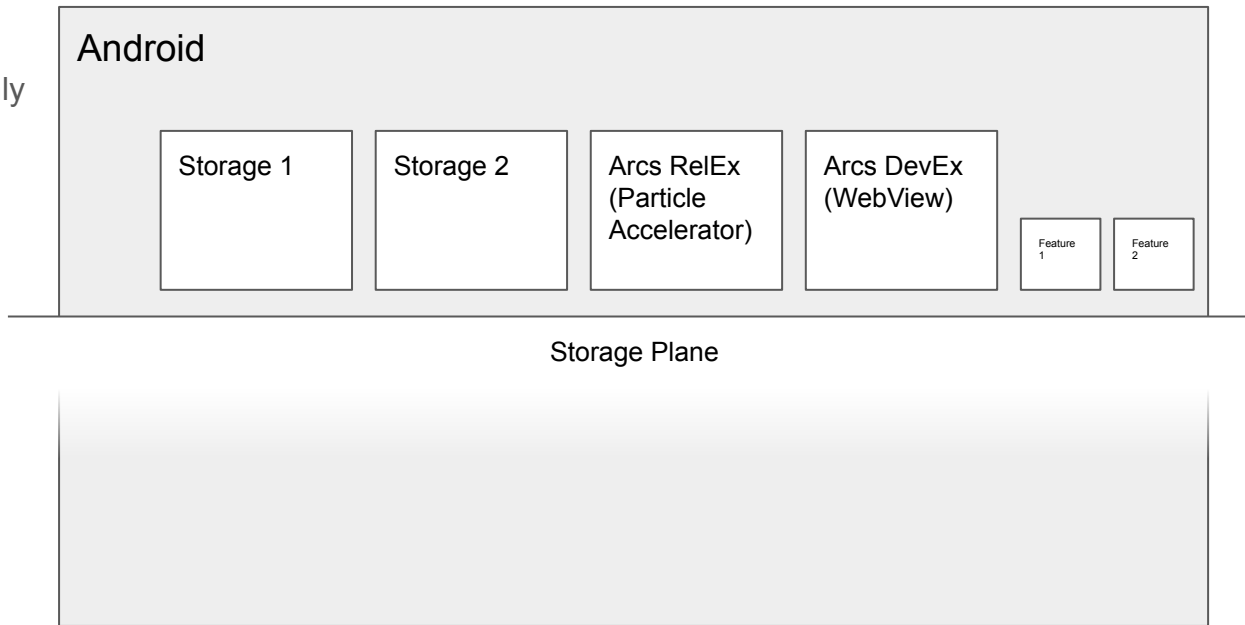 Android
ly
Storage 1
Storage 2
Arcs RelEx
(Particle
Accelerator)
Arcs DevEx
(WebView)
Feature
1
Feature
2
Storage Plane